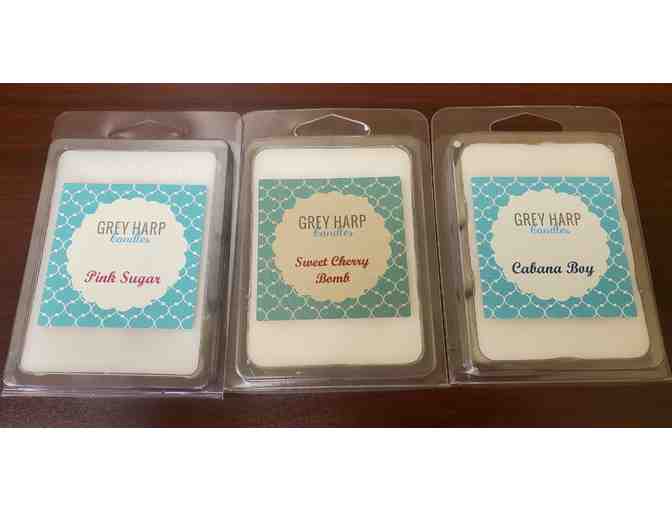 GREY HARP
candles
Pink Sugar
GREY HARP
candles
Sweet Cherry
Bomb
GREY HARP
candles
Cabana Boy